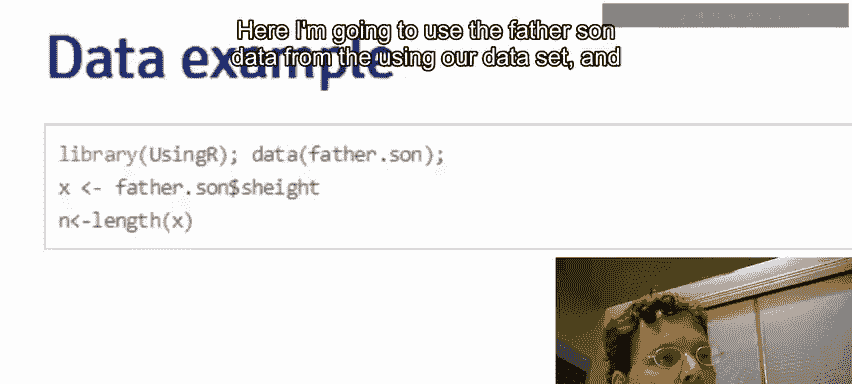 Here I'm going to use the father son
data from the using our data set, and
Data example
library(UsingR); data(father.son);
x <- father.son$sheight
n<-length(x)